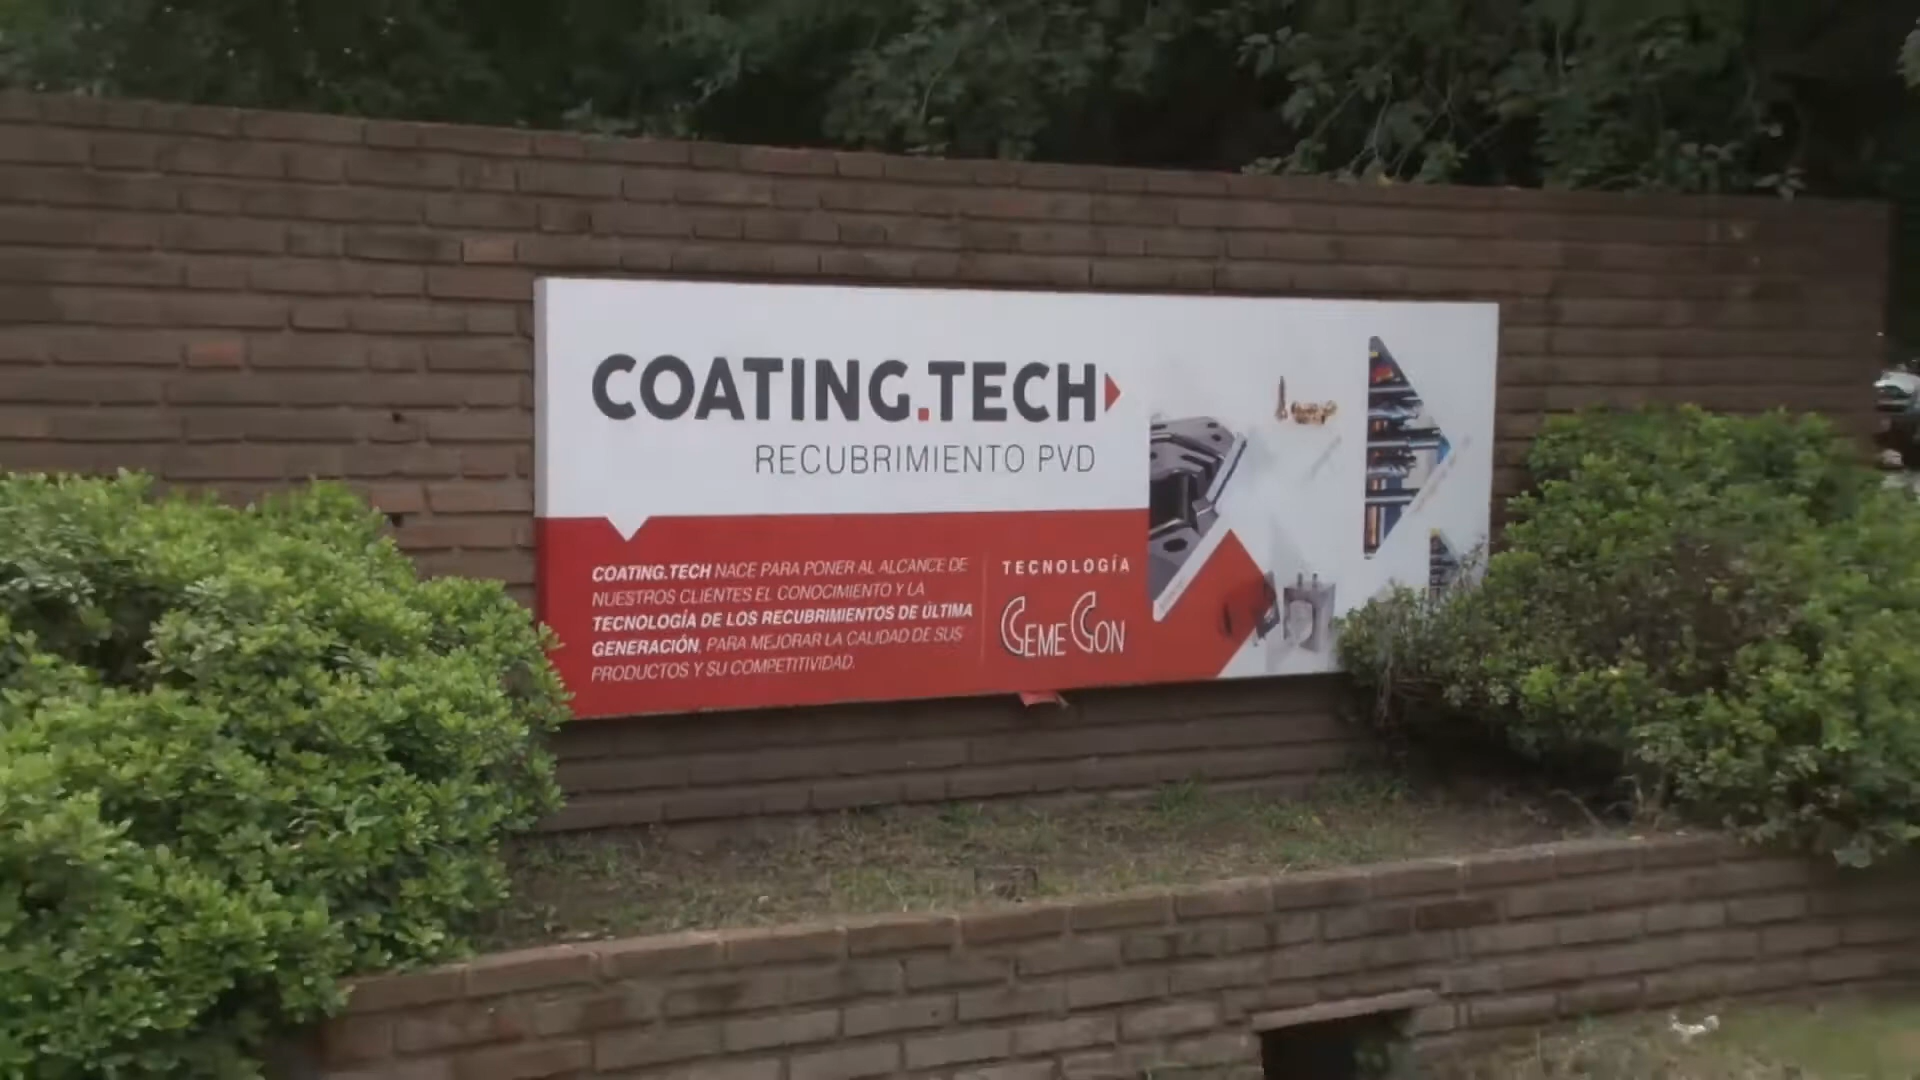 COATING.TECH
RECUBRIMIENTO PVD
COATING.TECH NACE PARA PONER AL ALCANCE DE
NUESTROS CLIENTES EL CONOCIMIENTO Y LA
TECNOLOGÍA DE LOS RECUBRIMIENTOS DE ÚLTIMA
GENERACIÓN, PARA MEJORAR LA CALIDAD DE SUS
PRODUCTOS Y SU COMPETITIVIDAD.
TECNOLOGÍA
CEMECON